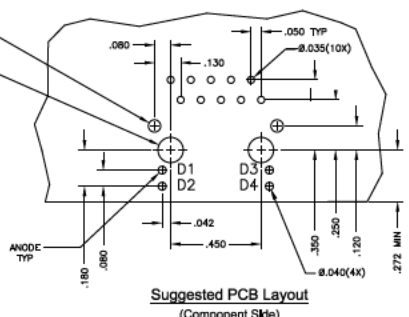 .050 TYP
.080
Ø.035(10X)
.130
D1
D3
D2
D4
ANODE
TYP
.042
.450
.180
.080
.350
.250
.120
.272 MIN
Ø.040(4X)
Suggested PCB Layout
(Component Side)